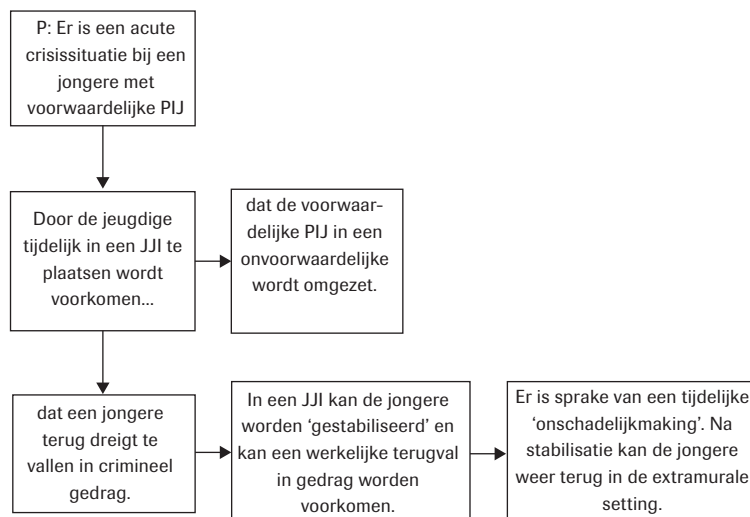 P: Er is een acute
crisissituatie bij een
jongere met
voorwaardelijke PIJ
Door de jeugdige
tijdelijk in een JJI te
plaatsen wordt
voorkomen...
dat de voorwaar-
delijke PIJ in een
onvoorwaardelijke
wordt omgezet.
dat een jongere
terug dreigt te
vallen in crimineel
gedrag.
In een JJI kan de jongere
worden ‘gestabiliseerd’ en
kan een werkelijke terugval
in gedrag worden
voorkomen.
Er is sprake van een tijdelijke
‘onschadelijkmaking’. Na
stabilisatie kan de jongere
weer terug in de extramurale
setting.